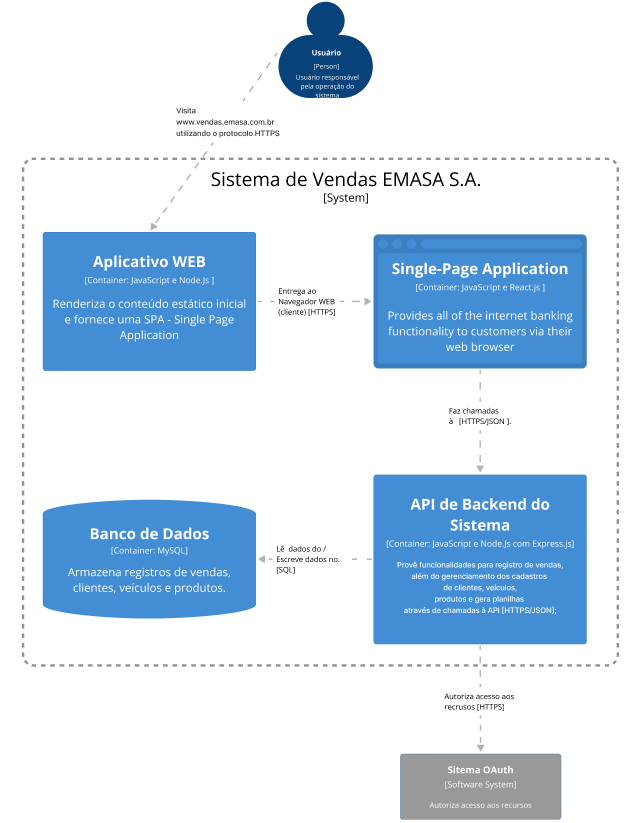 Usuário
[Person]
Usuário responsável
pela operação do
sistema
Visita
www.vendas.emasa.com.br
utilizando o protocolo HTTPS
Sistema de Vendas EMASA S.A.
[System]
Aplicativo WEB
[Container: JavaScript e Node.Js ]
Renderiza o conteúdo estático inicial
e fornece uma SPA - Single Page
Application
Entrega ao
Navegador WEB
(cliente) [HTTPS]
Single-Page Application
[Container: JavaScript e React.js ]
Provides all of the internet banking
functionality to customers via their
web browser
Faz chamadas
à [HTTPS/JSON ].
Banco de Dados
[Container: MySQL]
Armazena registros de vendas,
clientes, veículos e produtos.
Lê dados do /
Escreve dados no.
[SQL]
API de Backend do
Sistema
[Container: JavaScript e Node.Js com Express.js]
Provê funcionalidades para registro de vendas,
além do gerenciamento dos cadastros
de clientes, veículos,
produtos e gera planilhas
através de chamadas à API [HTTPS/JSON];
Autoriza acesso aos
recrusos [HTTPS]
Sitema OAuth
[Software System]
Autoriza acesso aos recursos